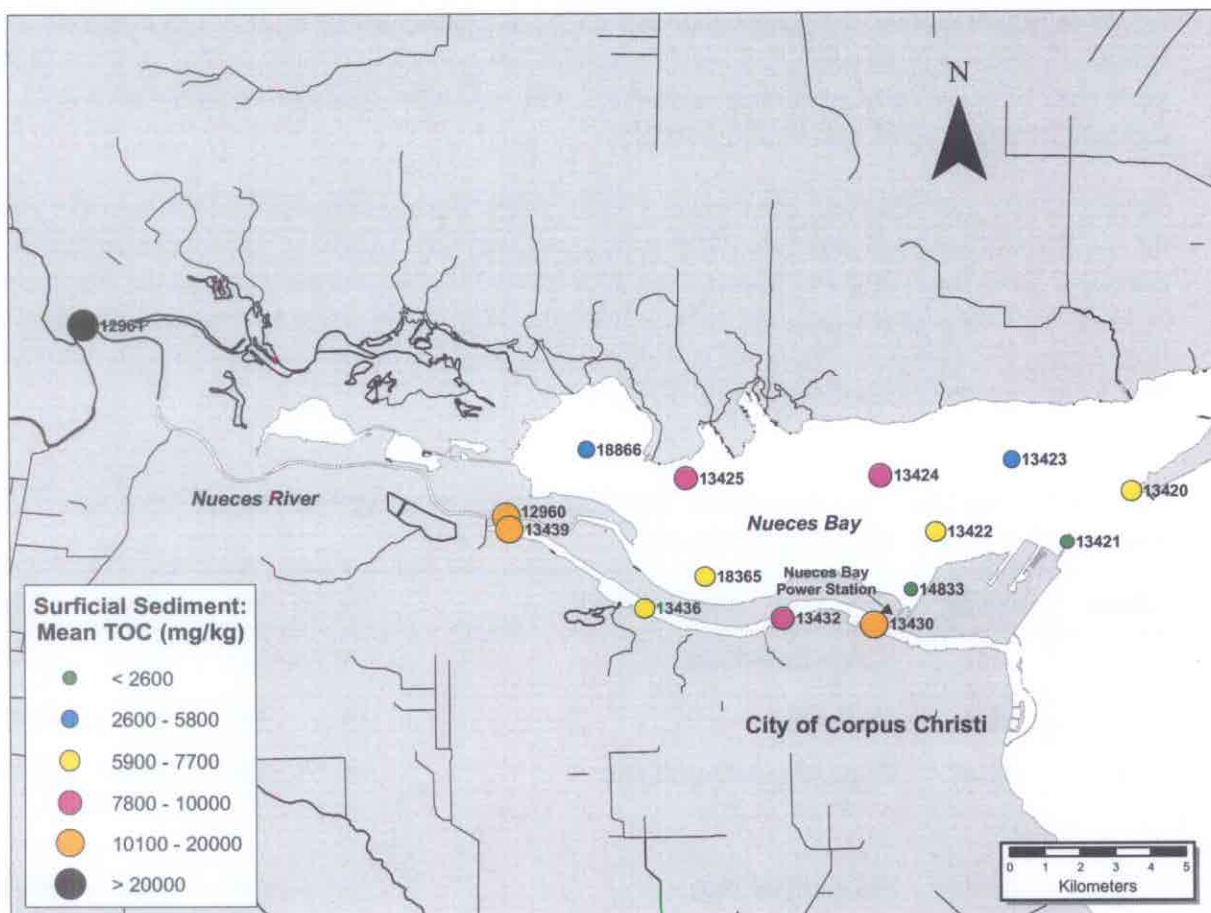 N
12961
18866
13425
13424
13423
13420
Nueces River
12960
13439
Nueces Bay
13422
13421
18365
Nueces Bay
Power Station
14833
13436
13432
13430
City of Corpus Christi
Surficial Sediment:
Mean TOC (mg/kg)
< 2600
2600 - 5800
5900 - 7700
7800 - 10000
10100 - 20000
> 20000
0 1 2 3 4 5
Kilometers